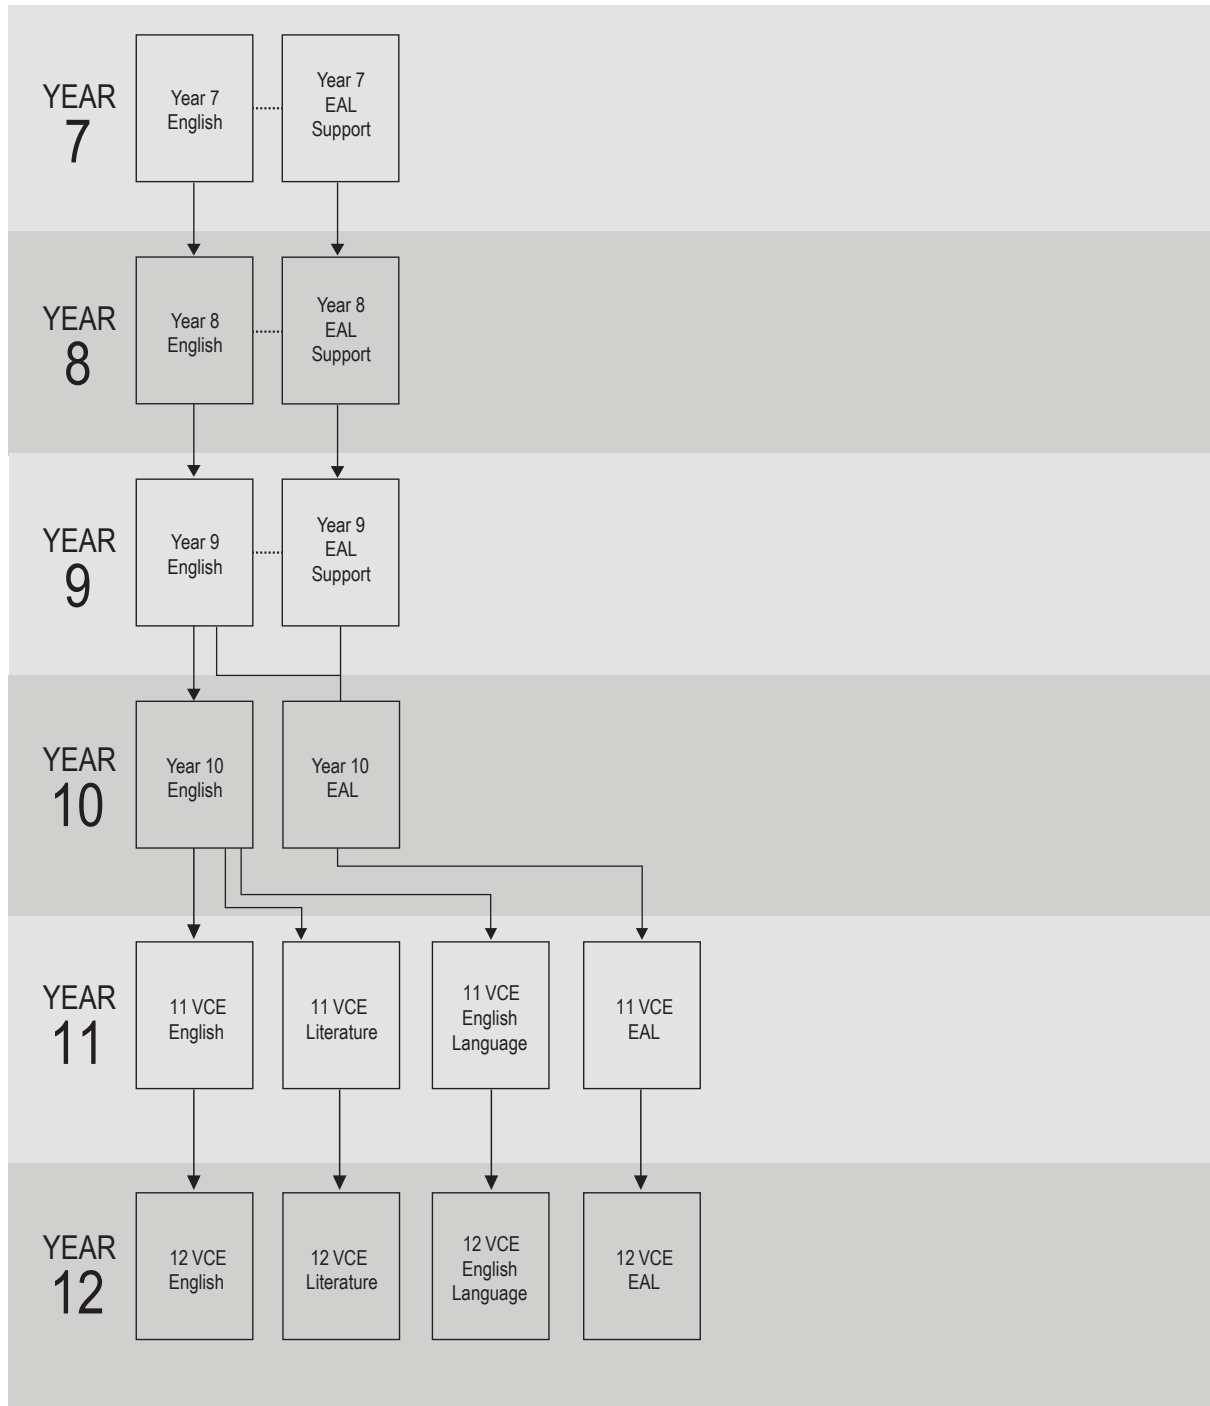 YEAR
7
Year 7
English
Year 7
EAL
Support
YEAR
8
Year 8
English
Year 8
EAL
Support
YEAR
9
Year 9
English
Year 9
EAL
Support
YEAR
10
Year 10
English
Year 10
EAL
YEAR
11
11 VCE
English
11 VCE
Literature
11 VCE
English
Language
11 VCE
EAL
YEAR
12
12 VCE
English
12 VCE
Literature
12 VCE
English
Language
12 VCE
EAL